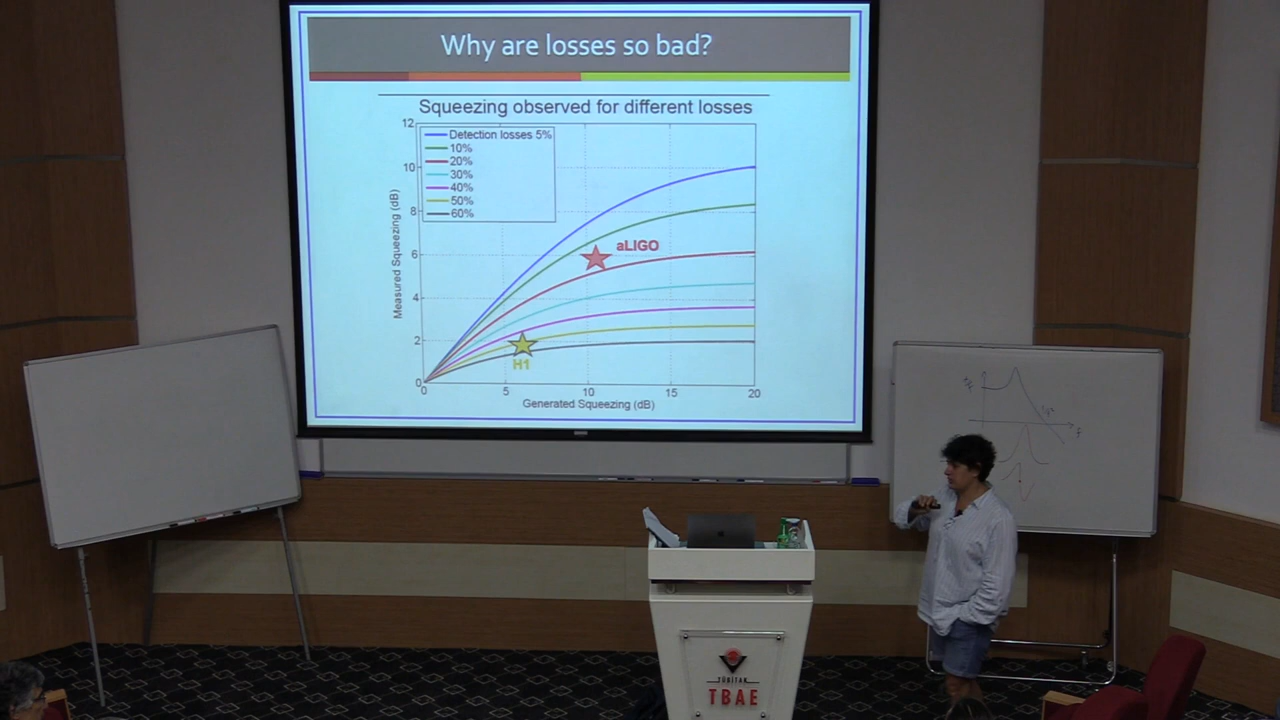 Why are losses so bad?
Squeezing observed for different losses
12
10
8
6
4
2
0
Measured Squeezing (dB)
Detection losses 5%
10%
20%
30%
40%
50%
60%
aLIGO
H1
0 5 10 15 20
Generated Squeezing (dB)
f
TÜBİTAK
TBAE